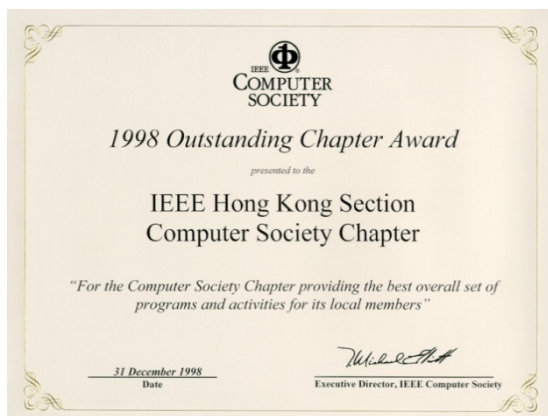 IEEE
COMPUTER
SOCIETY
1998 Outstanding Chapter Award
presented to the
IEEE Hong Kong Section
Computer Society Chapter
“For the Computer Society Chapter providing the best overall set of
programs and activities for its local members”
31 December 1998
Date
Executive Director, IEEE Computer Society